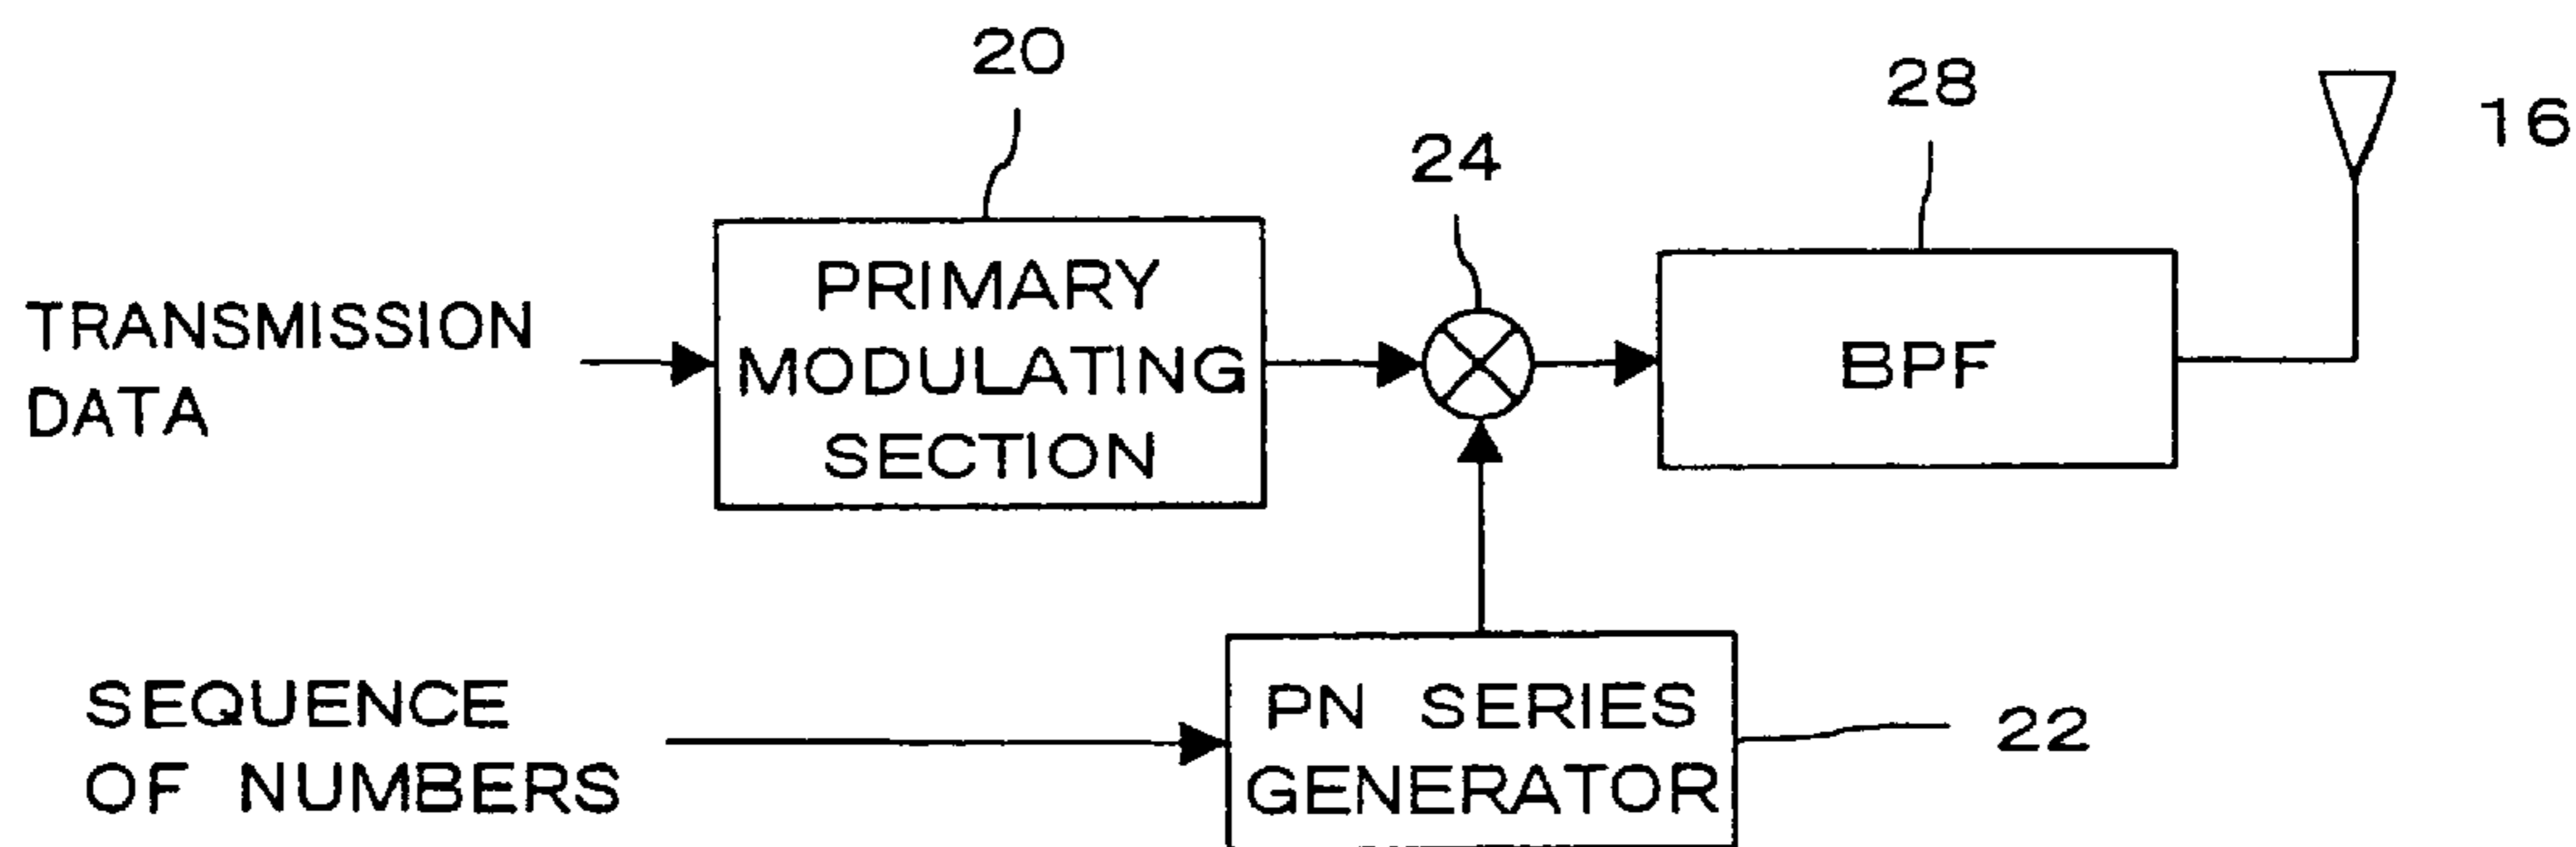 20
28
16
24
PRIMARY
MODULATING
SECTION
BPF
TRANSMISSION
DATA
SEQUENCE
OF NUMBERS
PN SERIES
GENERATOR
22